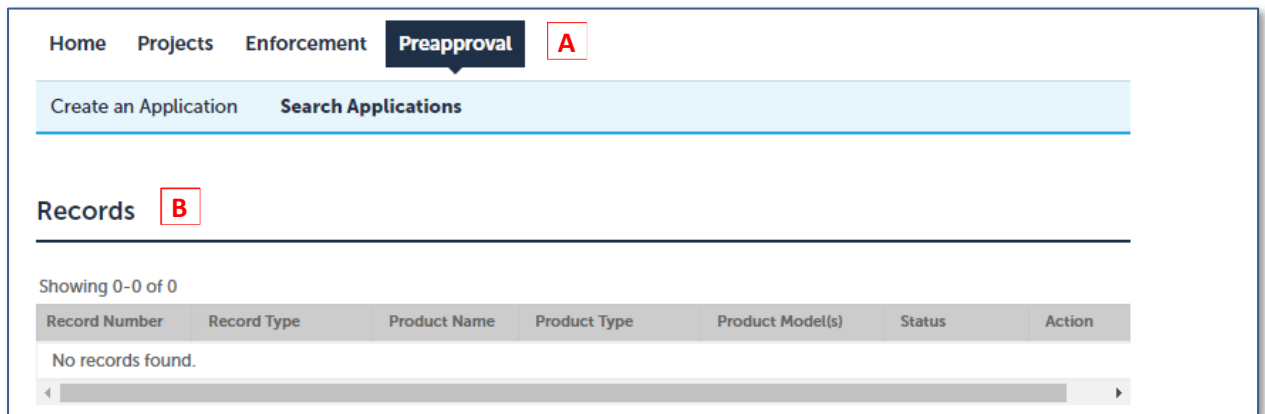 Home Projects Enforcement Preapproval A
Create an Application Search Applications
Records B
Showing 0-0 of 0
Record Number Record Type Product Name Product Type Product Model(s) Status Action
No records found.